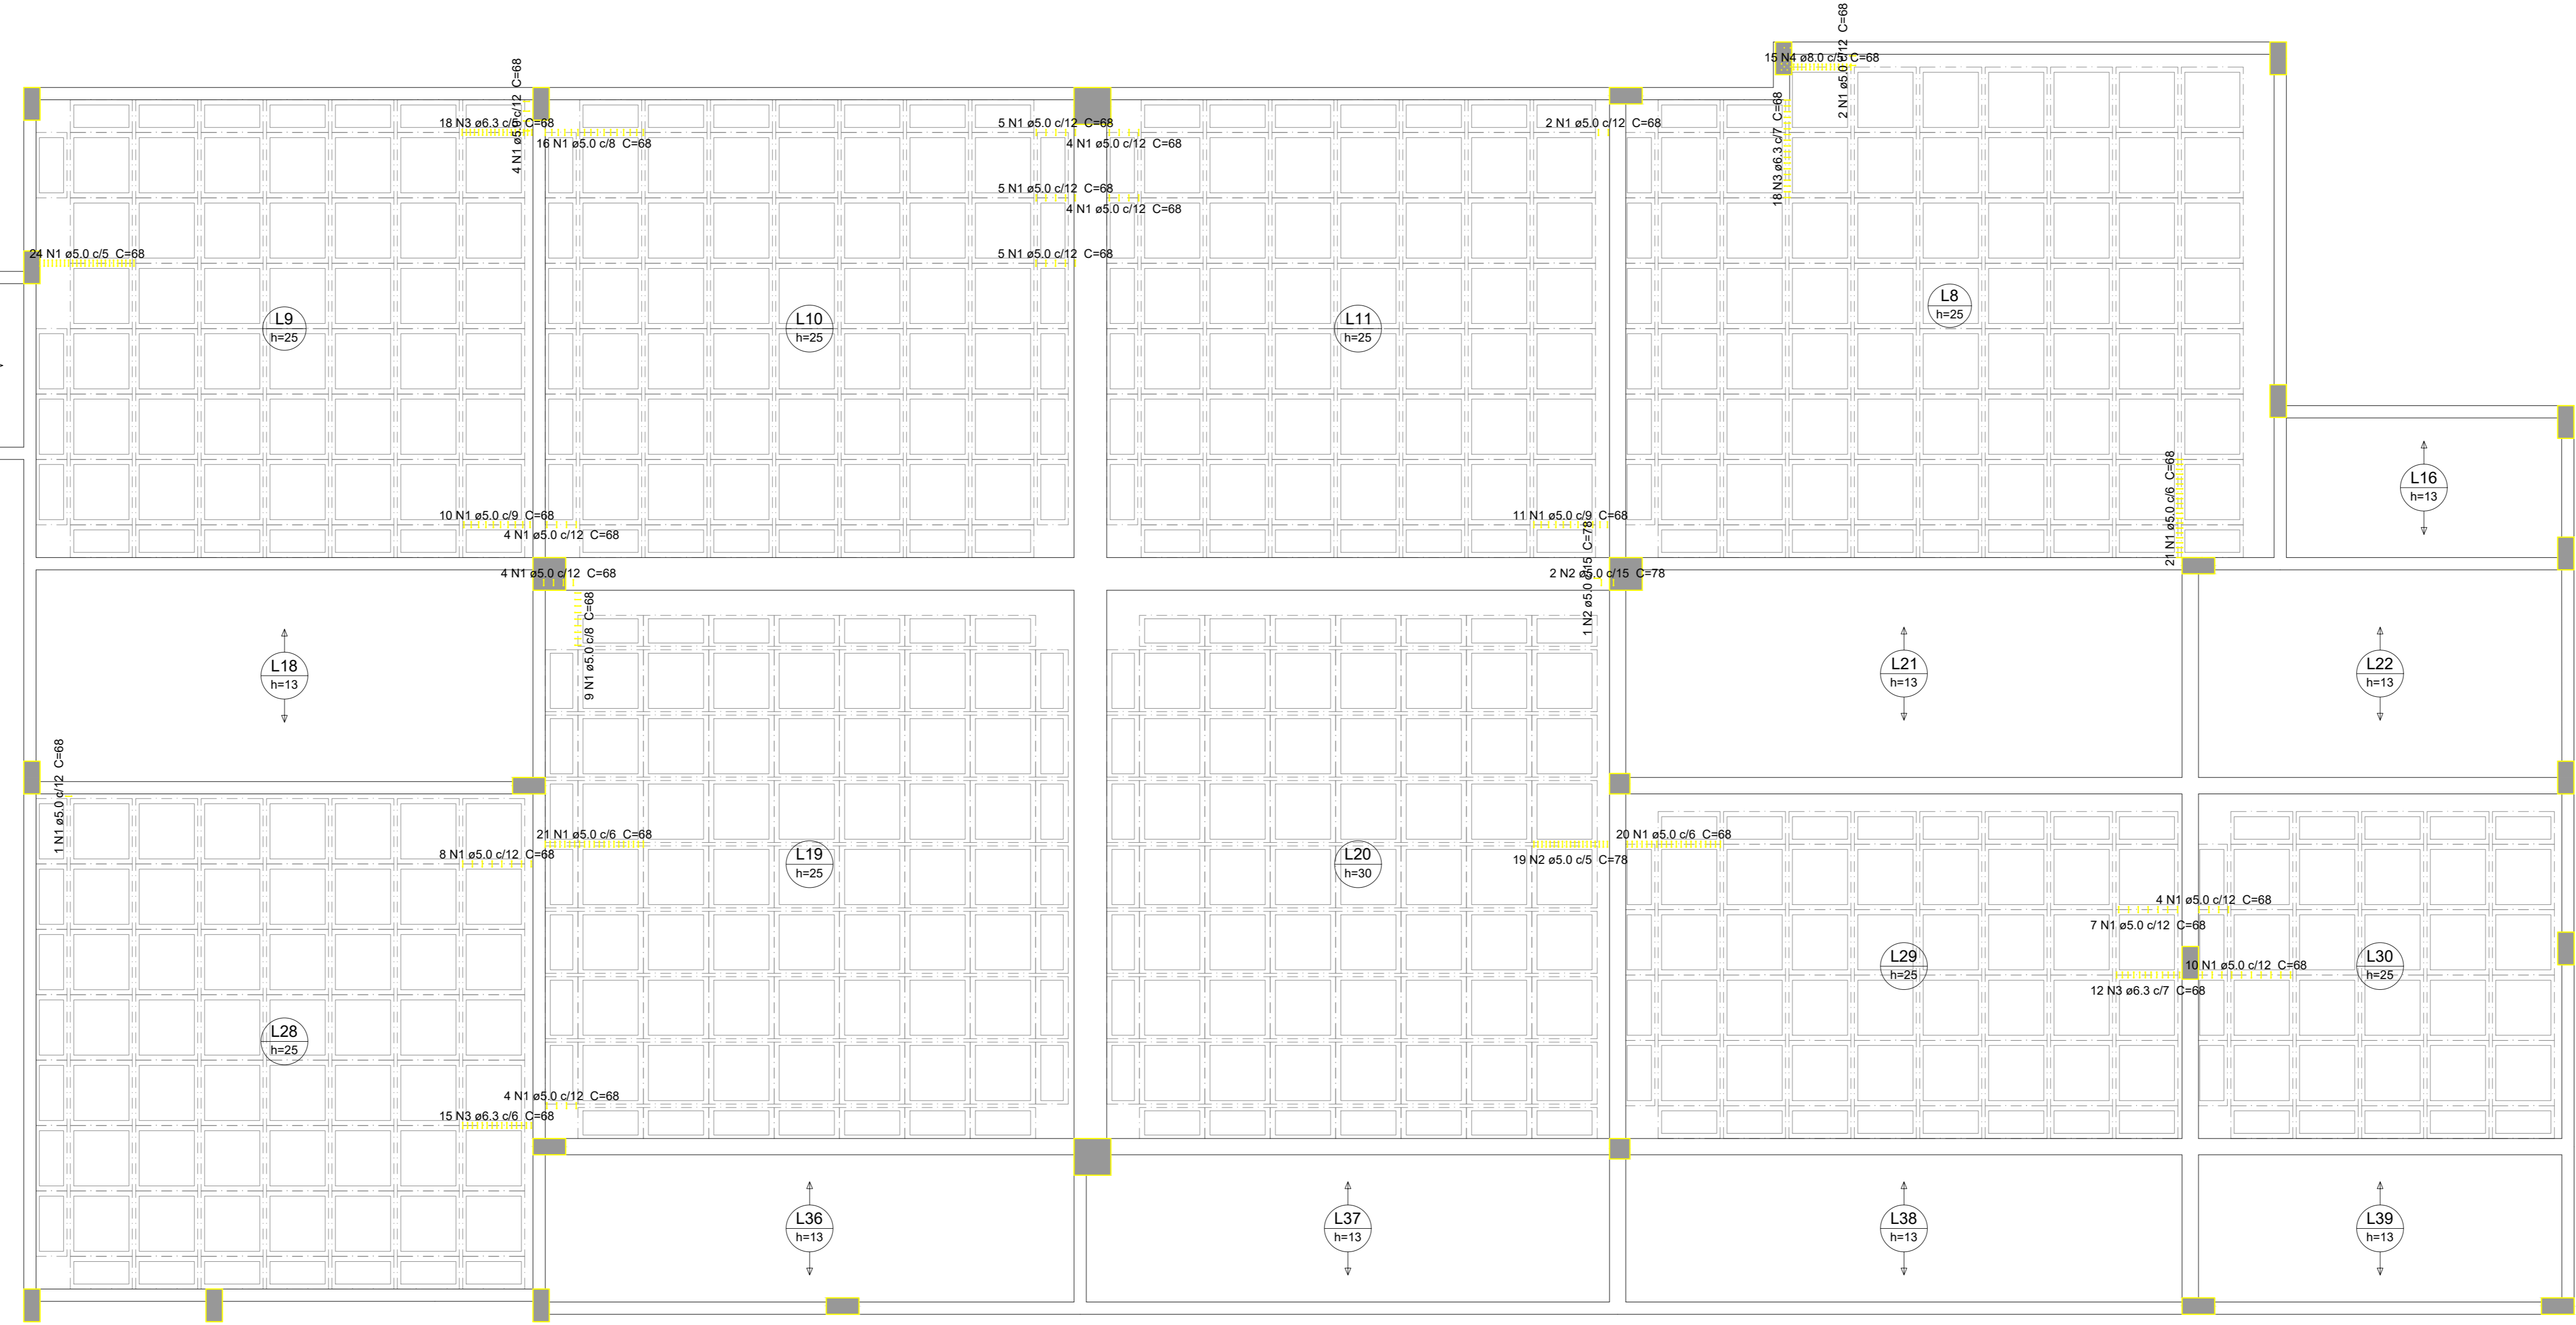 4 N1 ø5.0 c/12 C=68
2 N1 ø5.0 c/12 C=68
15 N4 ø8.0 c/5 C=68
18 N3 ø6.3 c/5 C=68
16 N1 ø5.0 c/8 C=68
5 N1 ø5.0 c/12 C=68
4 N1 ø5.0 c/12 C=68
2 N1 ø5.0 c/12 C=68
18 N3 ø6.3 c/7 C=68
5 N1 ø5.0 c/12 C=68
4 N1 ø5.0 c/12 C=68
24 N1 ø5.0 c/5 C=68
5 N1 ø5.0 c/12 C=68
L9
h=25
L10
h=25
L11
h=25
L8
h=25
L16
h=13
10 N1 ø5.0 c/9 C=68
4 N1 ø5.0 c/12 C=68
11 N1 ø5.0 c/9 C=68
21 N1 ø5.0 c/6 C=68
4 N1 ø5.0 c/12 C=68
2 N2 ø5.0 c/15 C=78
1 N2 ø5.0 c/15 C=78
9 N1 ø5.0 c/8 C=68
L18
h=13
L21
h=13
L22
h=13
1 N1 ø5.0 c/12 C=68
8 N1 ø5.0 c/12 C=68
21 N1 ø5.0 c/6 C=68
20 N1 ø5.0 c/6 C=68
19 N2 ø5.0 c/5 C=78
L19
h=25
L20
h=30
4 N1 ø5.0 c/12 C=68
7 N1 ø5.0 c/12 C=68
L29
h=25
10 N1 ø5.0 c/12 C=68
12 N3 ø6.3 c/7 C=68
L30
h=25
L28
h=25
4 N1 ø5.0 c/12 C=68
15 N3 ø6.3 c/6 C=68
L36
h=13
L37
h=13
L38
h=13
L39
h=13